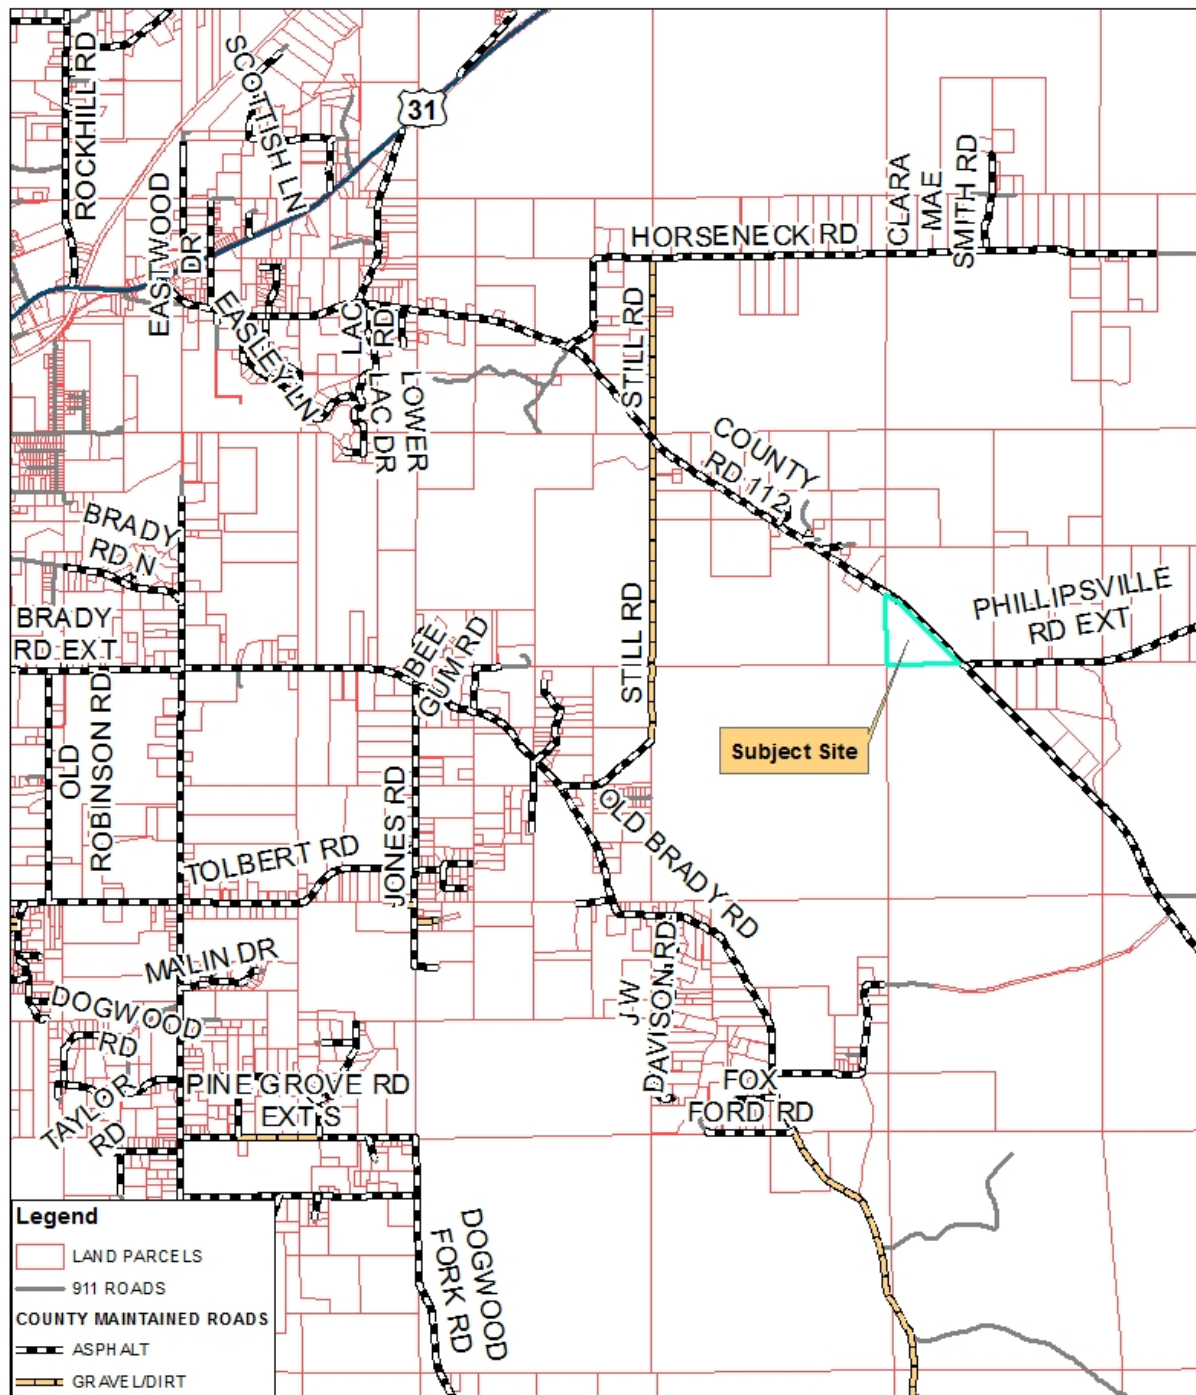 ROCKHILL RD
SCOTTISH LN
31
EASTWOOD
DR
HORSENECK RD
CLARA
MAE
SMITH RD
EASLEY LN
LAC
RD
LAC DR
LOWER
STILL RD
COUNTY
RD 112
BRADY
RD N
BRADY
RD EXT
BEE
GUM RD
STILL RD
PHILLIPSVILLE
RD EXT
Subject Site
OLD
ROBINSON RD
JONES RD
TOLBERT RD
OLD BRADY RD
MALIN DR
DOGWOOD
RD
J W
DAVISON RD
TAYLOR
RD
PINE GROVE RD
EXT S
FOX
FORD RD
DOGWOOD
FORK RD
Legend
LAND PARCELS
911 ROADS
COUNTY MAINTAINED ROADS
ASPHALT
GRAVEL/DIRT